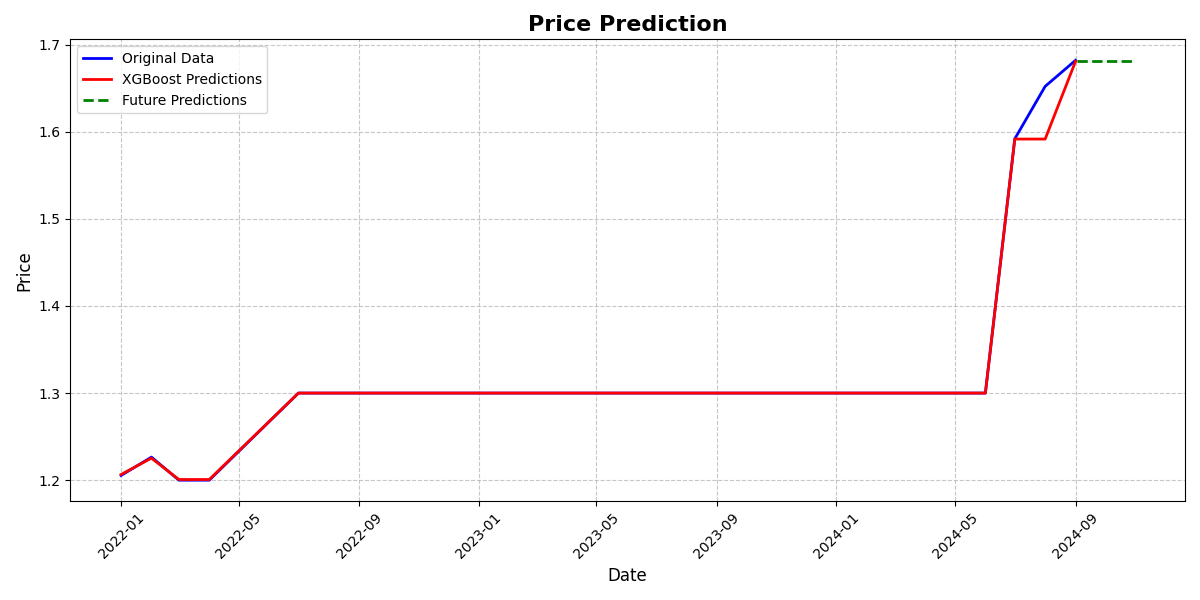 Price Prediction
Original Data
XGBoost Predictions
Future Predictions
1.7
1.6
1.5
1.4
1.3
1.2
Price
2022-01
2022-05
2022-09
2023-01
2023-05
2023-09
2024-01
2024-05
2024-09
Date